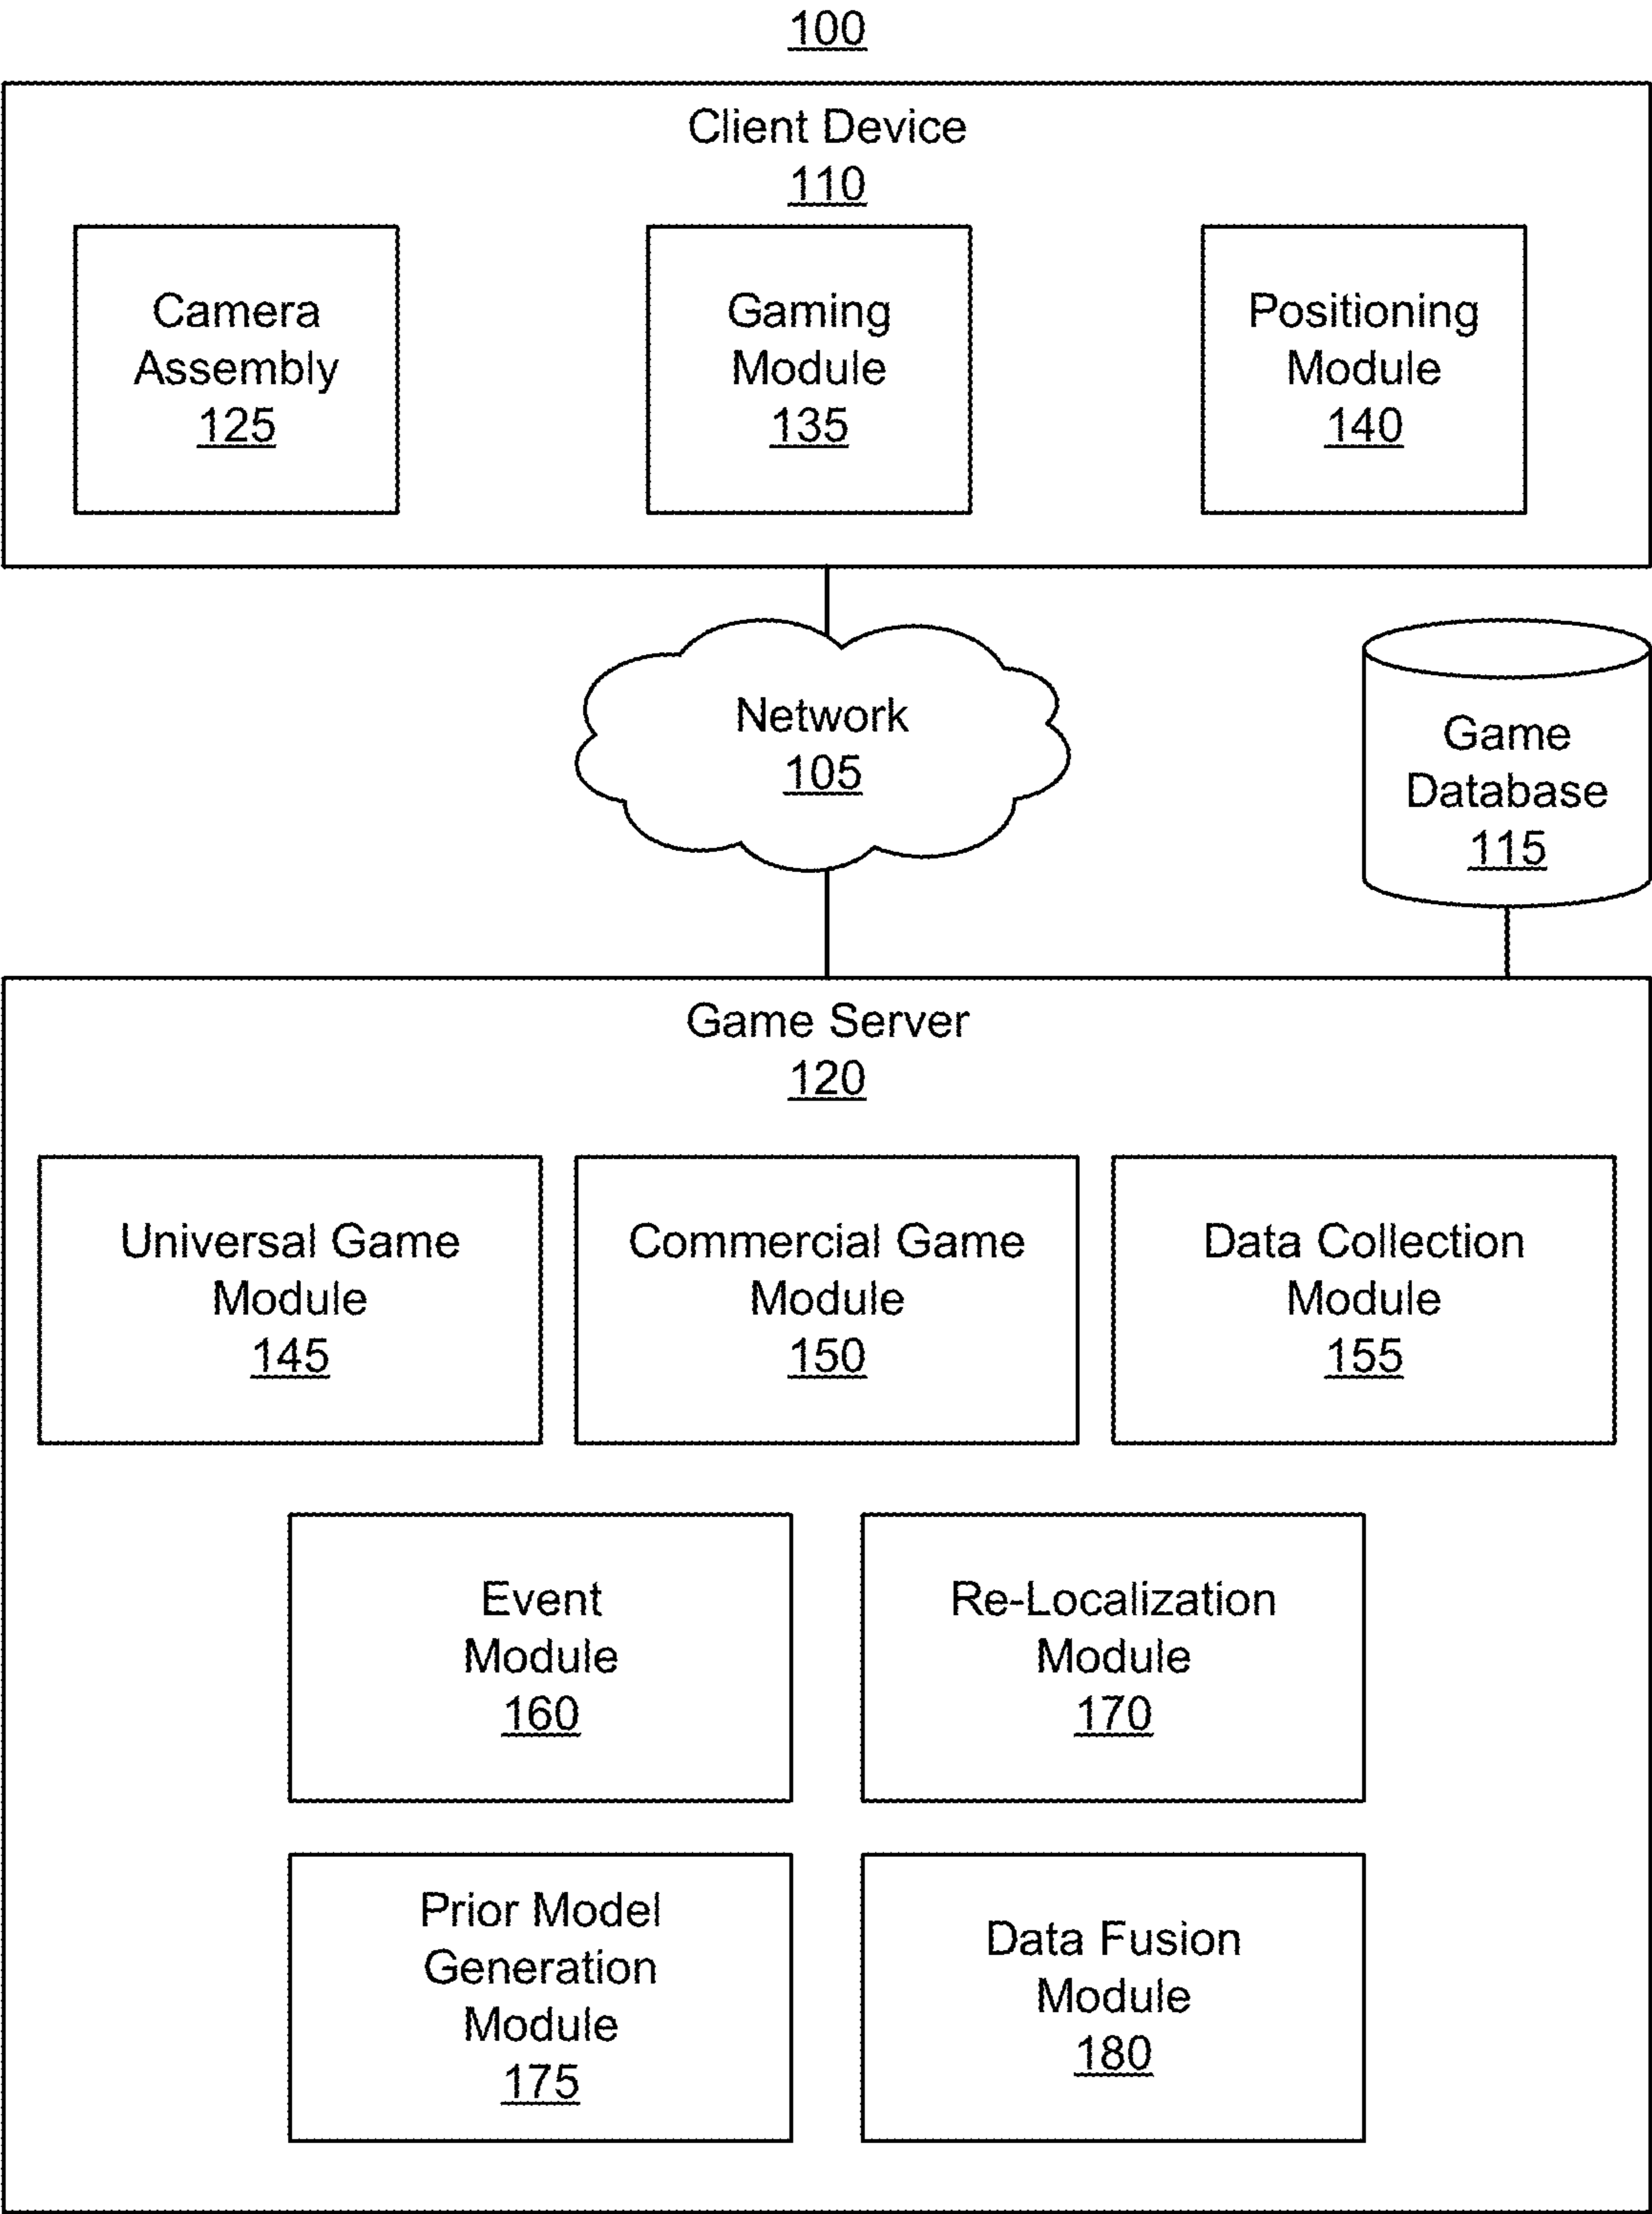 100
Client Device
110
Camera
Assembly
125
Gaming
Module
135
Positioning
Module
140
Network
105
Game
Database
115
Game Server
120
Universal Game
Module
145
Commercial Game
Module
150
Data Collection
Module
155
Event
Module
160
Re-Localization
Module
170
Prior Model
Generation
Module
175
Data Fusion
Module
180